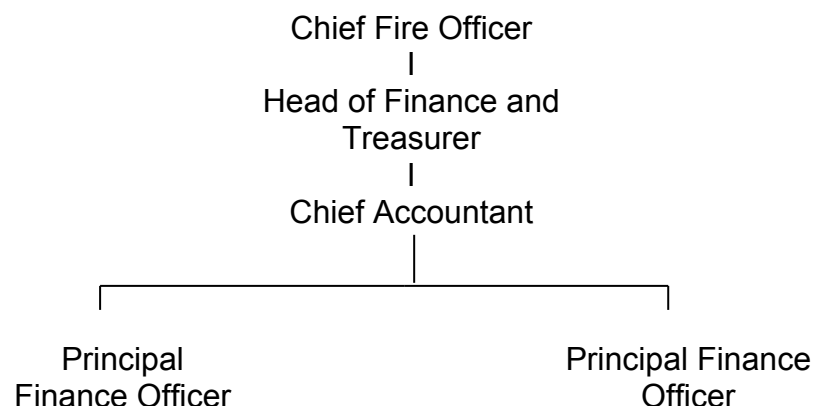 Chief Fire Officer
Head of Finance and
Treasurer
Chief Accountant
Principal
Finance Officer
Principal Finance
Officer